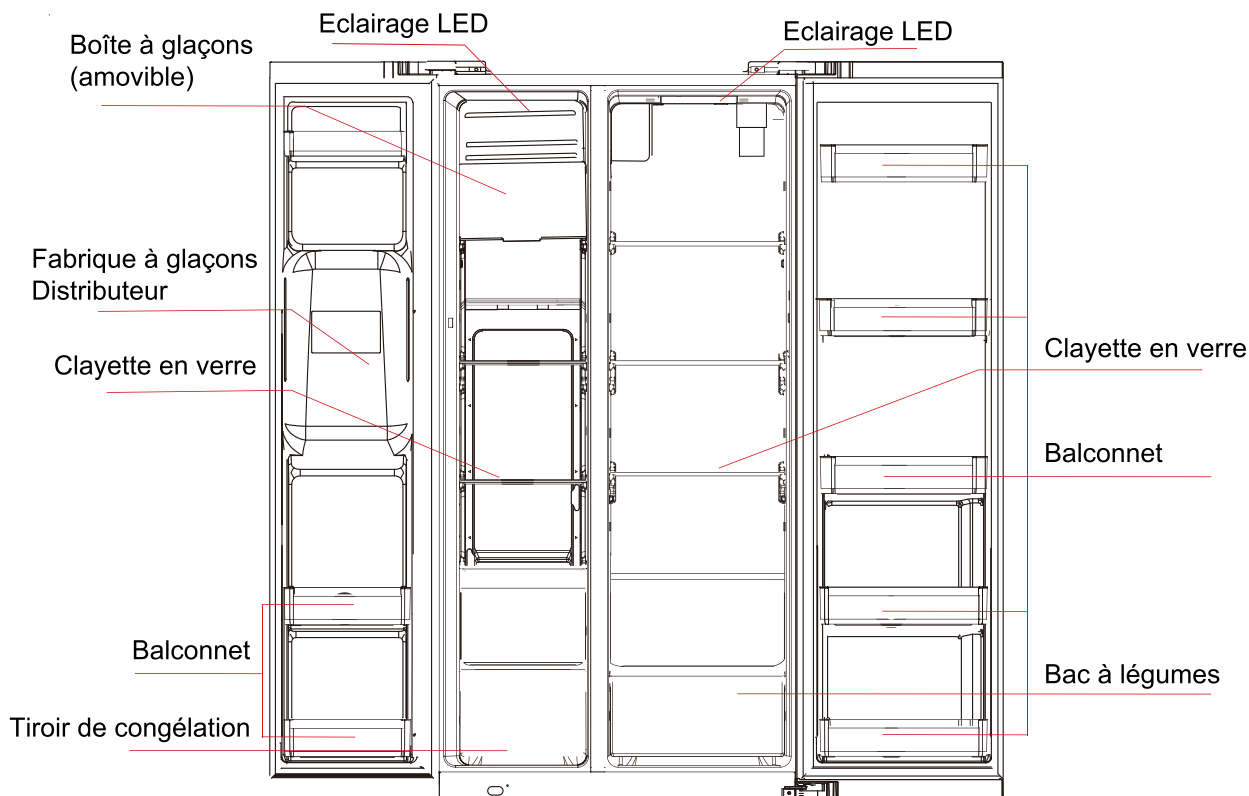 Eclairage LED
Eclairage LED
Boîte à glaçons
(amovible)
Fabrique à glaçons
Distributeur
Clayette en verre
Clayette en verre
Balconnet
Balconnet
Bac à légumes
Tiroir de congélation